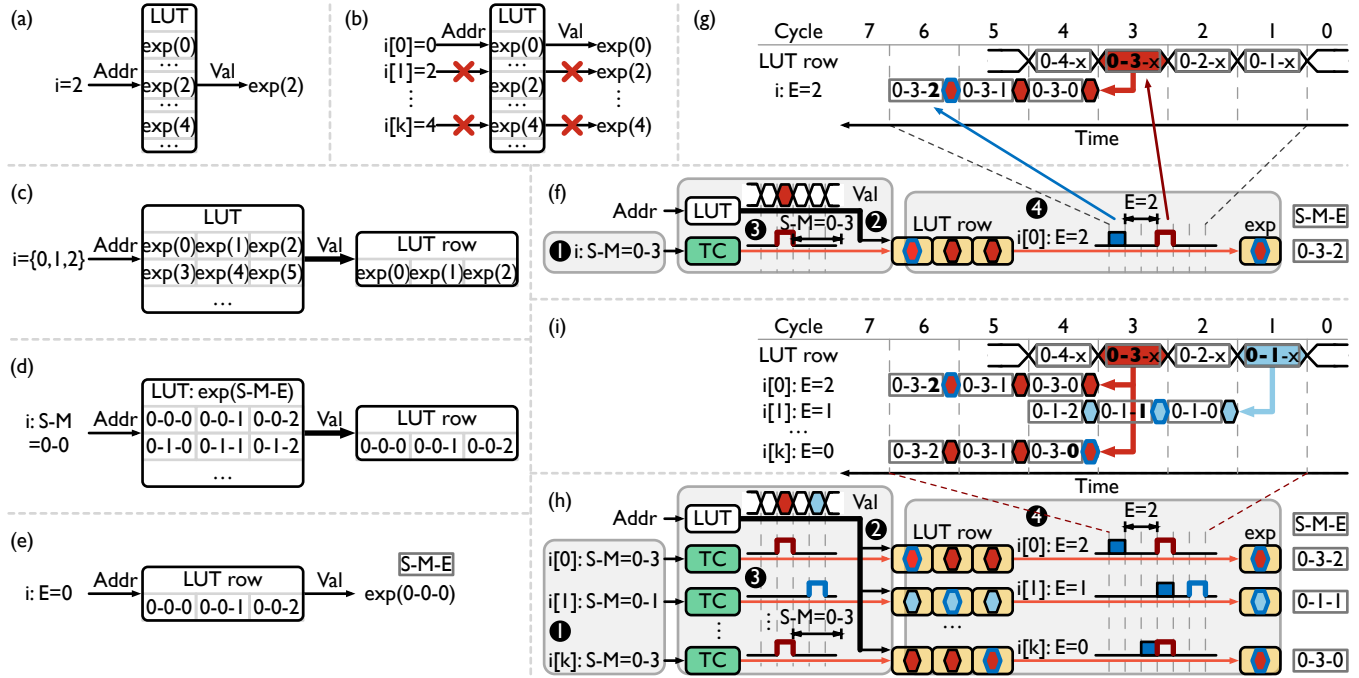 (a)
LUT
exp(0)
...
Addr
i=2
exp(2)
Val
exp(2)
...
exp(4)
...
(b)
LUT
Addr
Val
i[0]=0
exp(0)
exp(0)
...
i[1]=2
exp(2)
exp(2)
...
i[k]=4
exp(4)
exp(4)
...
(c)
LUT
exp(0) exp(1) exp(2)
exp(3) exp(4) exp(5)
...
Addr
i={0,1,2}
Val
LUT row
exp(0) exp(1) exp(2)
(d)
LUT: exp(S-M-E)
0-0-0 0-0-1 0-0-2
0-1-0 0-1-1 0-1-2
...
i: S-M
=0-0
Addr
Val
LUT row
0-0-0 0-0-1 0-0-2
(e)
i: E=0
Addr
LUT row
0-0-0 0-0-1 0-0-2
Val
S-M-E
exp(0-0-0)
(g)
Cycle 7 6 5 4 3 2 1 0
LUT row 0-4-x 0-3-x 0-2-x 0-1-x
i: E=2 0-3-2 0-3-1 0-3-0
Time
(f)
Addr
LUT
Val
❷
❶ i: S-M=0-3
TC
❸
S-M=0-3
LUT row
❹
E=2
i[0]: E=2
exp
S-M-E
0-3-2
(i)
Cycle 7 6 5 4 3 2 1 0
LUT row 0-4-x 0-3-x 0-2-x 0-1-x
i[0]: E=2 0-3-2 0-3-1 0-3-0
i[1]: E=1 0-1-2 0-1-1 0-1-0
...
i[k]: E=0 0-3-2 0-3-1 0-3-0
Time
(h)
Addr
LUT
Val
❷
LUT row
❹
E=2
exp
S-M-E
i[0]: S-M=0-3
TC
i[0]: E=2
0-3-2
i[1]: S-M=0-1
TC
❸
i[1]: E=1
0-1-1
❶
S-M=0-3
...
i[k]: S-M=0-3
TC
i[k]: E=0
0-3-0